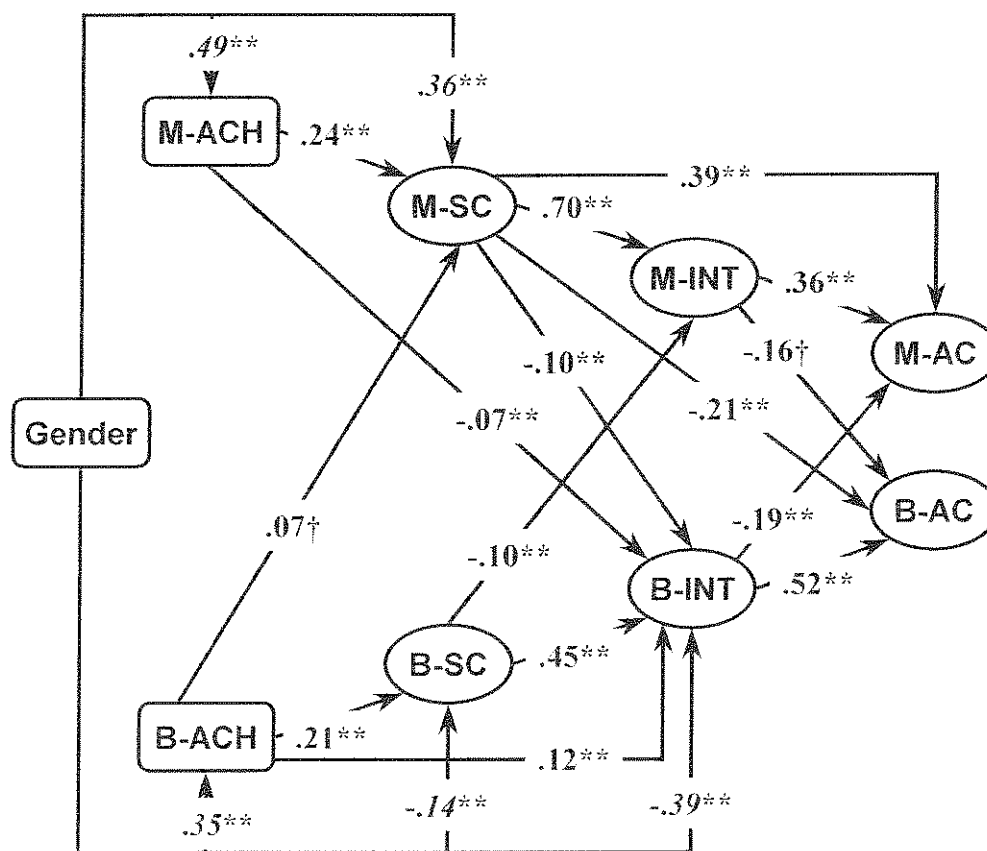 .49**
.36**
M-ACH
.24**
.39**
M-SC
.70**
M-INT
.36**
-.10**
-.16†
M-AC
-.07**
-.21**
Gender
.07†
-.10**
-.19**
B-AC
B-INT
.52**
B-SC
.45**
B-ACH
.21**
.12**
.35**
-.14**
-.39**